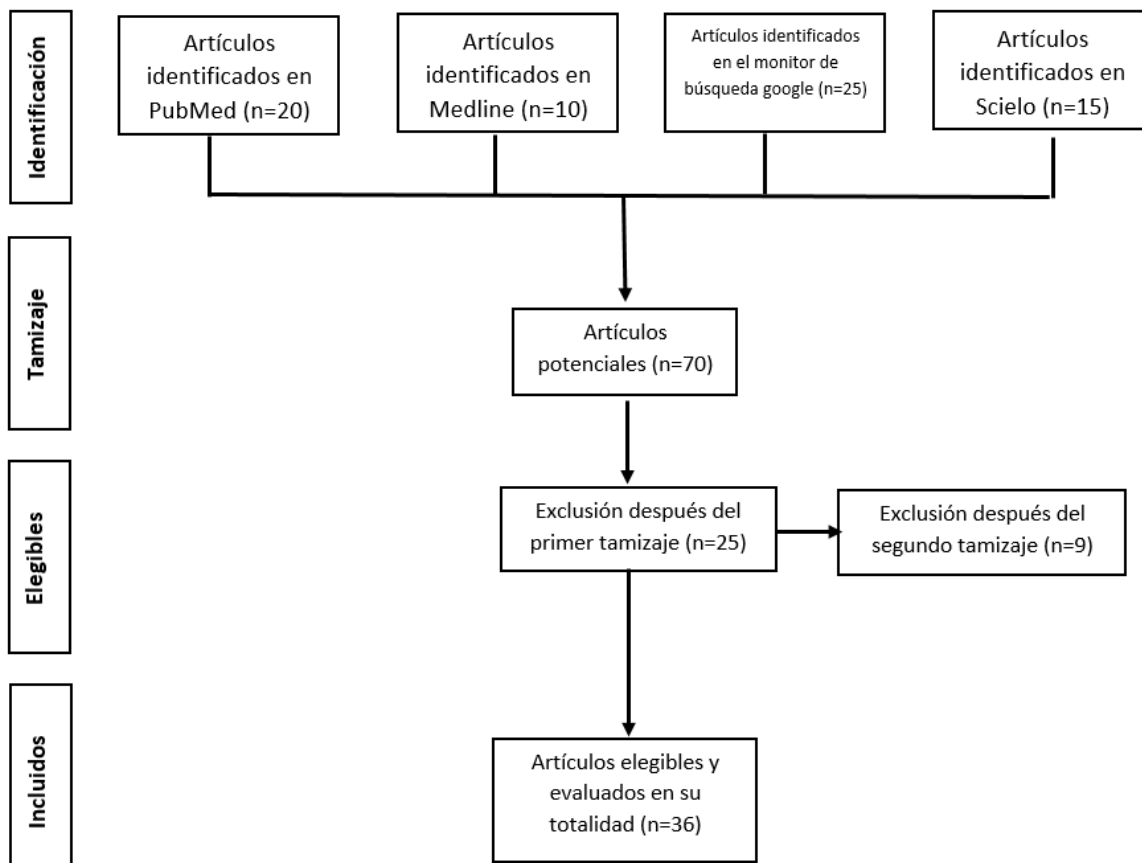 Identificación
Artículos
identificados en
PubMed (n=20)
Artículos
identificados en
Medline (n=10)
Artículos identificados
en el monitor de
búsqueda google (n=25)
Artículos
identificados en
Scielo (n=15)
Tamizaje
Artículos
potenciales (n=70)
Elegibles
Exclusión después del
primer tamizaje (n=25)
Exclusión después del
segundo tamizaje (n=9)
Incluidos
Artículos elegibles y
evaluados en su
totalidad (n=36)